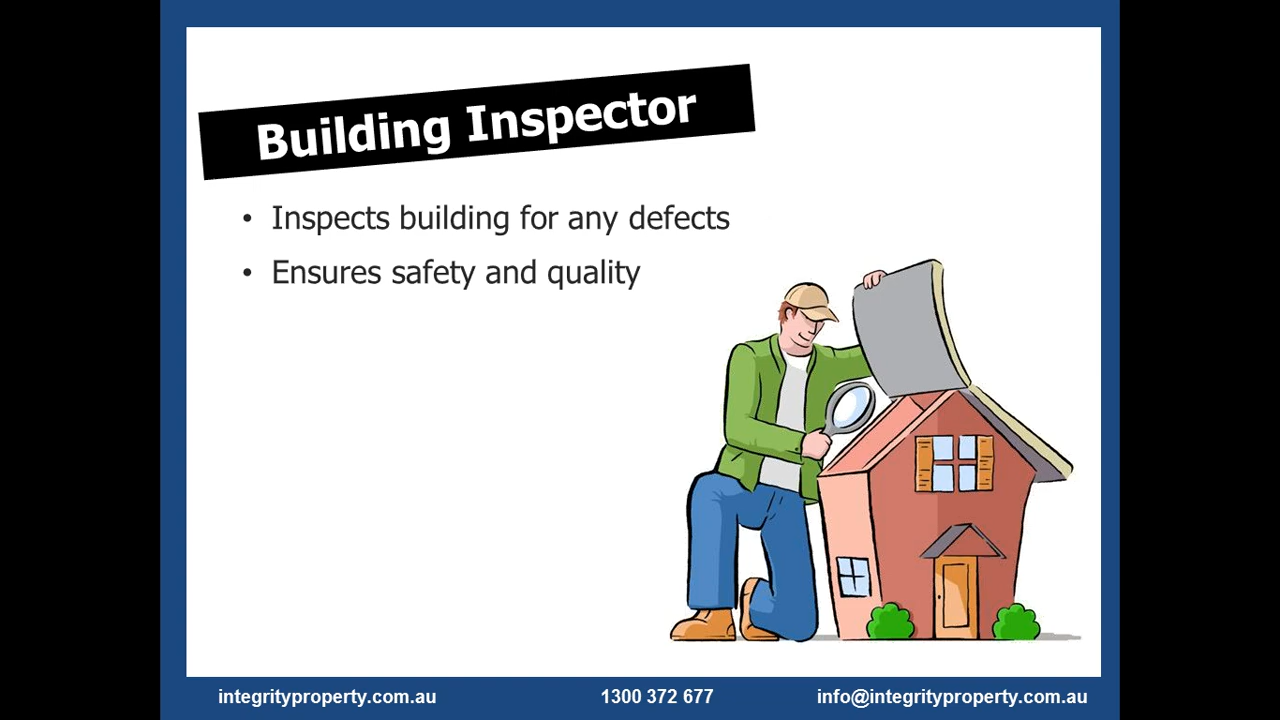 Building Inspector
• Inspects building for any defects
• Ensures safety and quality
integrityproperty.com.au 1300 372 677 info@integrityproperty.com.au